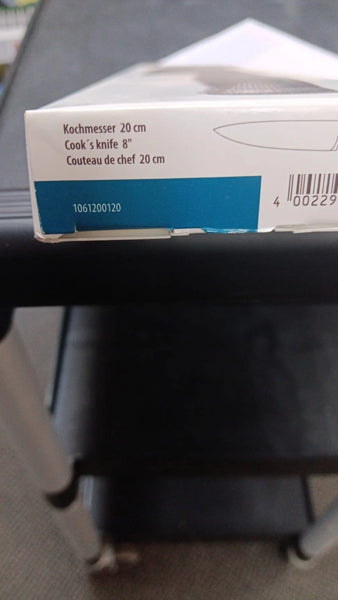 Kochmesser 20 cm
Cook´s knife 8"
Couteau de chef 20 cm
1061200120
4 00229